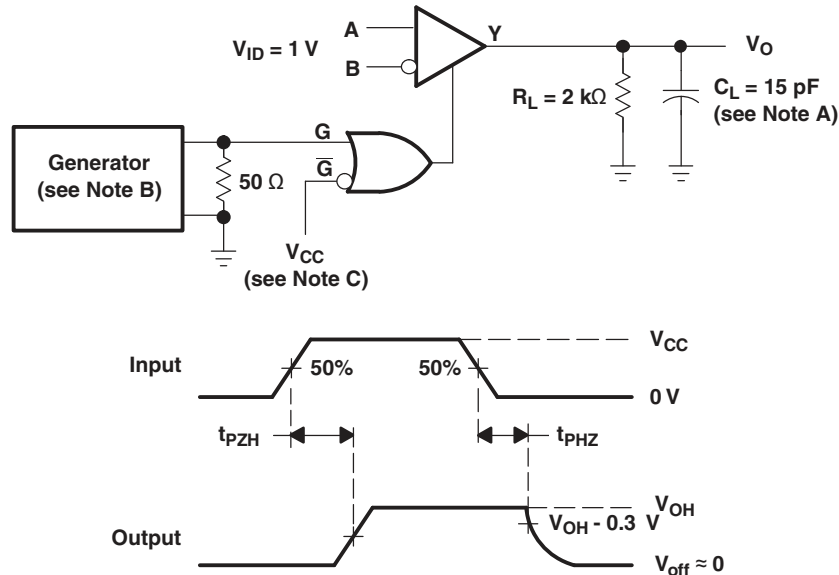 A
Y
V_O
V_ID = 1 V
B
R_L = 2 kΩ
C_L = 15 pF
(see Note A)
G
G̅
Generator
(see Note B)
50 Ω
V_CC
(see Note C)
V_CC
Input
50%
50%
0 V
t_PZH
t_PHZ
V_OH
V_OH - 0.3 V
Output
V_off ≈ 0